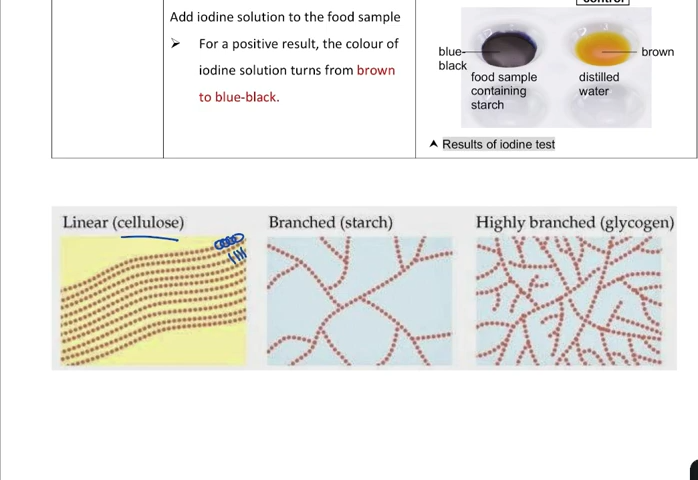 control
Add iodine solution to the food sample
➤ For a positive result, the colour of
iodine solution turns from brown
to blue-black.
blue-
black
brown
food sample
containing
starch
distilled
water
▲ Results of iodine test
Linear (cellulose)
Branched (starch)
Highly branched (glycogen)